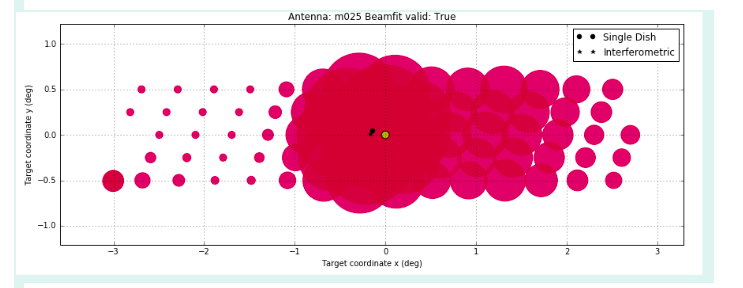 Antenna: m025 Beamfit valid: True
Single Dish
Interferometric
Target coordinate y (deg)
1.0
0.5
0.0
−0.5
−1.0
−3
−2
−1
0
1
2
3
Target coordinate x (deg)